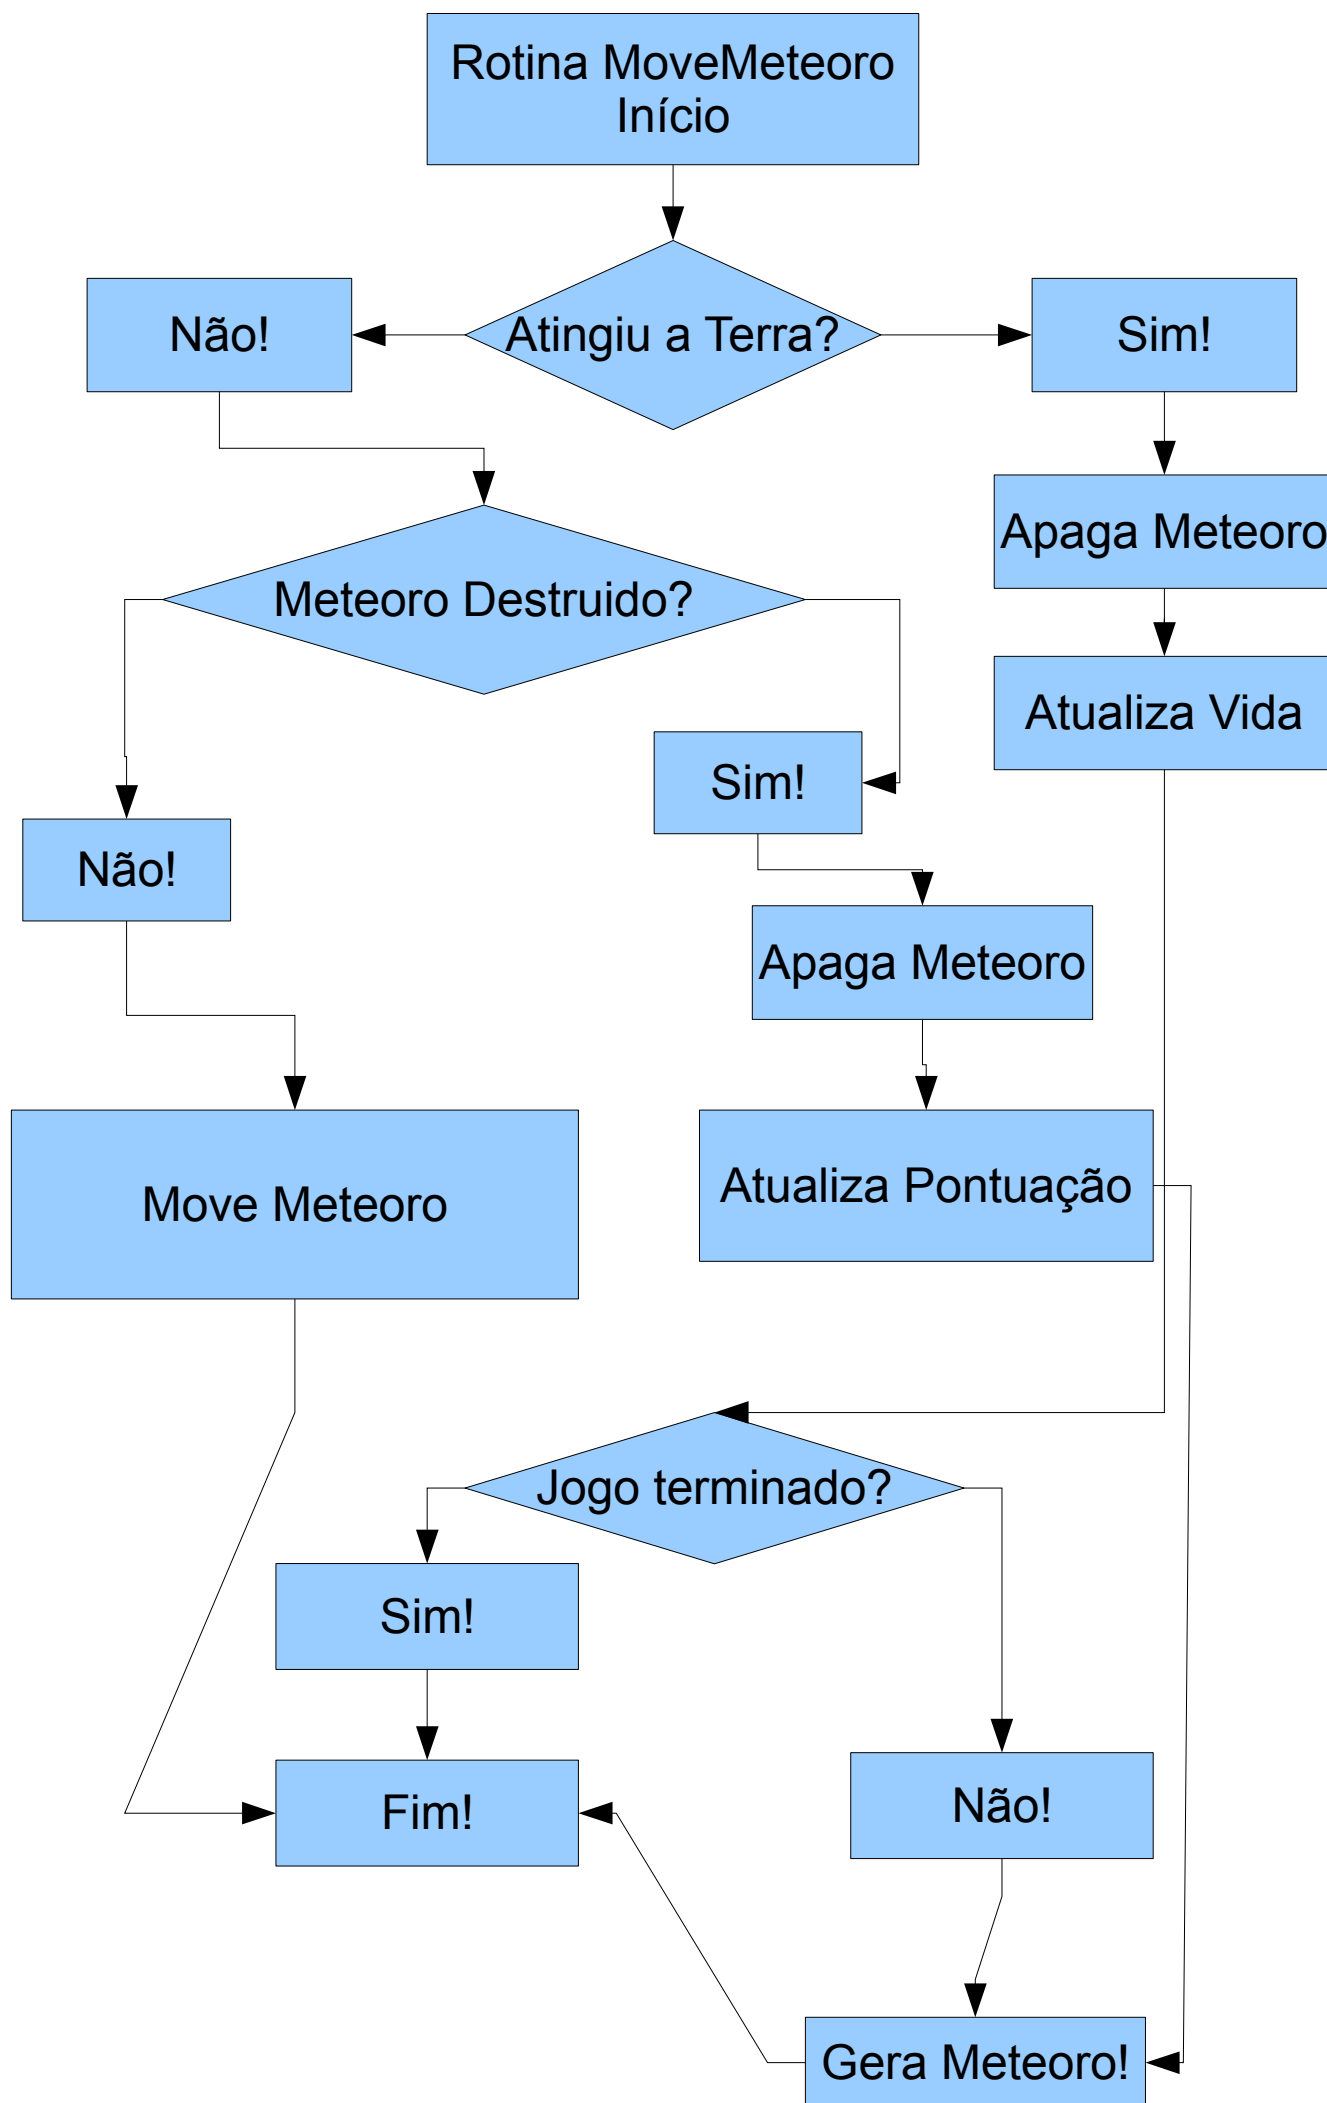 Rotina MoveMeteoro
Início
Não!
Atingiu a Terra?
Sim!
Apaga Meteoro
Meteoro Destruido?
Atualiza Vida
Sim!
Não!
Apaga Meteoro
Atualiza Pontuação
Move Meteoro
Jogo terminado?
Sim!
Não!
Fim!
Gera Meteoro!